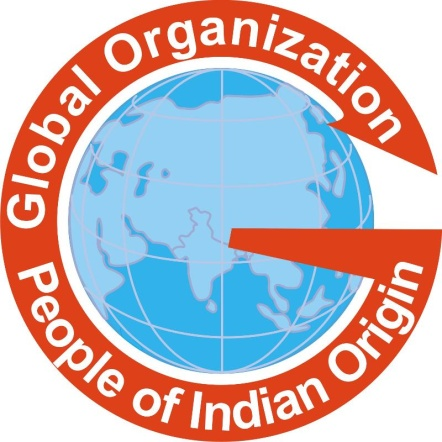 Global Organization
People of Indian Origin